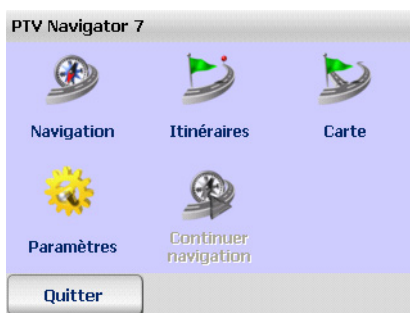 PTV Navigator 7
Navigation
Itinéraires
Carte
Paramètres
Continuer
navigation
Quitter